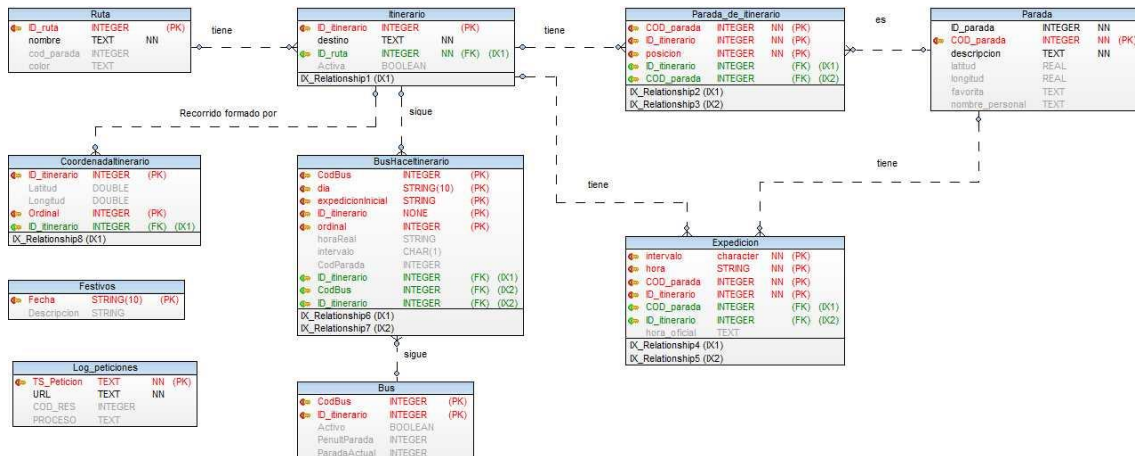 Ruta
ID_ruta INTEGER (PK)
nombre TEXT NN
cod_parada INTEGER
color TEXT
tiene
Itinerario
ID_itinerario INTEGER (PK)
destino TEXT NN
ID_ruta INTEGER NN (FK) (IX1)
Activa BOOLEAN
IX_Relationship1 (IX1)
tiene
Parada_de_itinerario
COD_parada INTEGER NN (PK)
ID_itinerario INTEGER NN (PK)
posicion INTEGER NN (PK)
ID_itinerario INTEGER (FK) (IX1)
COD_parada INTEGER (FK) (IX2)
IX_Relationship2 (IX1)
IX_Relationship3 (IX2)
es
Parada
ID_parada INTEGER NN
COD_parada INTEGER NN (PK)
descripcion TEXT NN
latitud REAL
longitud REAL
favorita TEXT
nombre_personal TEXT
Recorrido formado por
sigue
CoordenadaItinerario
ID_itinerario INTEGER (PK)
Latitud DOUBLE
Longitud DOUBLE
Ordinal INTEGER (PK)
ID_itinerario INTEGER (FK) (IX1)
IX_Relationship8 (IX1)
BusHaceItinerario
CodBus INTEGER (PK)
dia STRING(10) (PK)
expedicionInicial STRING (PK)
ID_itinerario NONE (PK)
ordinal INTEGER (PK)
horaReal STRING
intervalo CHAR(1)
CodParada INTEGER
ID_itinerario INTEGER (FK) (IX1)
CodBus INTEGER (FK) (IX2)
ID_itinerario INTEGER (FK) (IX2)
IX_Relationship6 (IX1)
IX_Relationship7 (IX2)
tiene
tiene
Expedicion
intervalo character NN (PK)
hora STRING NN (PK)
COD_parada INTEGER NN (PK)
ID_itinerario INTEGER NN (PK)
COD_parada INTEGER (FK) (IX1)
ID_itinerario INTEGER (FK) (IX2)
hora_oficial TEXT
IX_Relationship4 (IX1)
IX_Relationship5 (IX2)
Festivos
Fecha STRING(10) (PK)
Descripcion STRING
Log_peticiones
TS_Peticion TEXT NN (PK)
URL TEXT NN
COD_RES INTEGER
PROCESO TEXT
sigue
Bus
CodBus INTEGER (PK)
ID_itinerario INTEGER (PK)
Activo BOOLEAN
PenultParada INTEGER
ParadaActual INTEGER